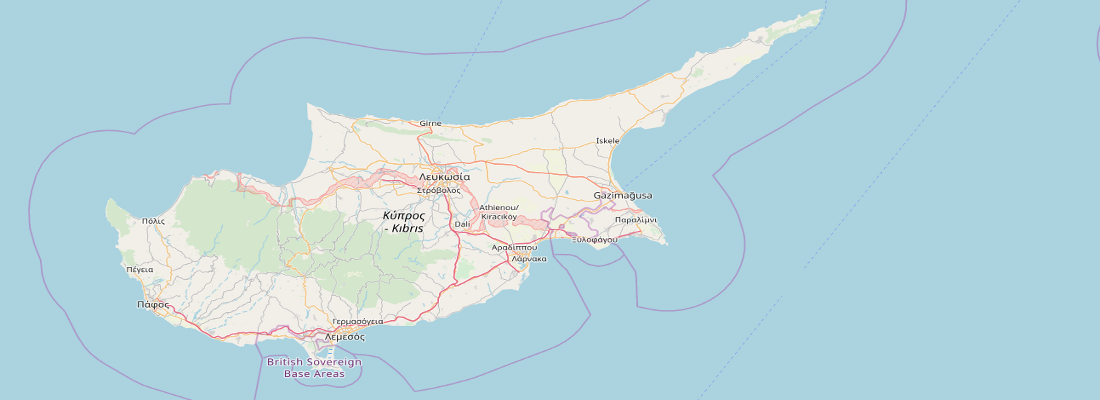 Girne
Iskele
Λευκωσία
Στρόβολος
Gazimağusa
Athienou/
Kiracıköy
Κύπρος
- Kıbrıs
Παραλίμνι
Πόλις
Dali
Ξυλοφάγου
Αραδίππου
Λάρνακα
Πέγεια
Πάφος
Γερμασόγεια
Λεμεσός
British Sovereign
Base Areas